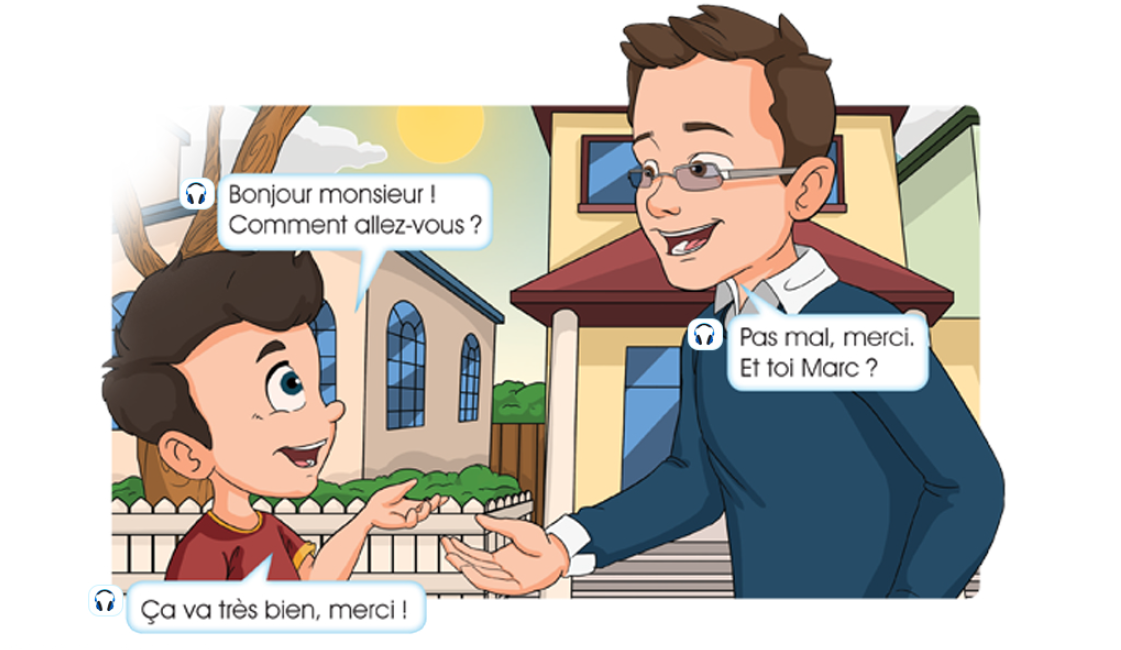 Bonjour monsieur !
Comment allez-vous ?
Pas mal, merci.
Et toi Marc ?
Ça va très bien, merci !